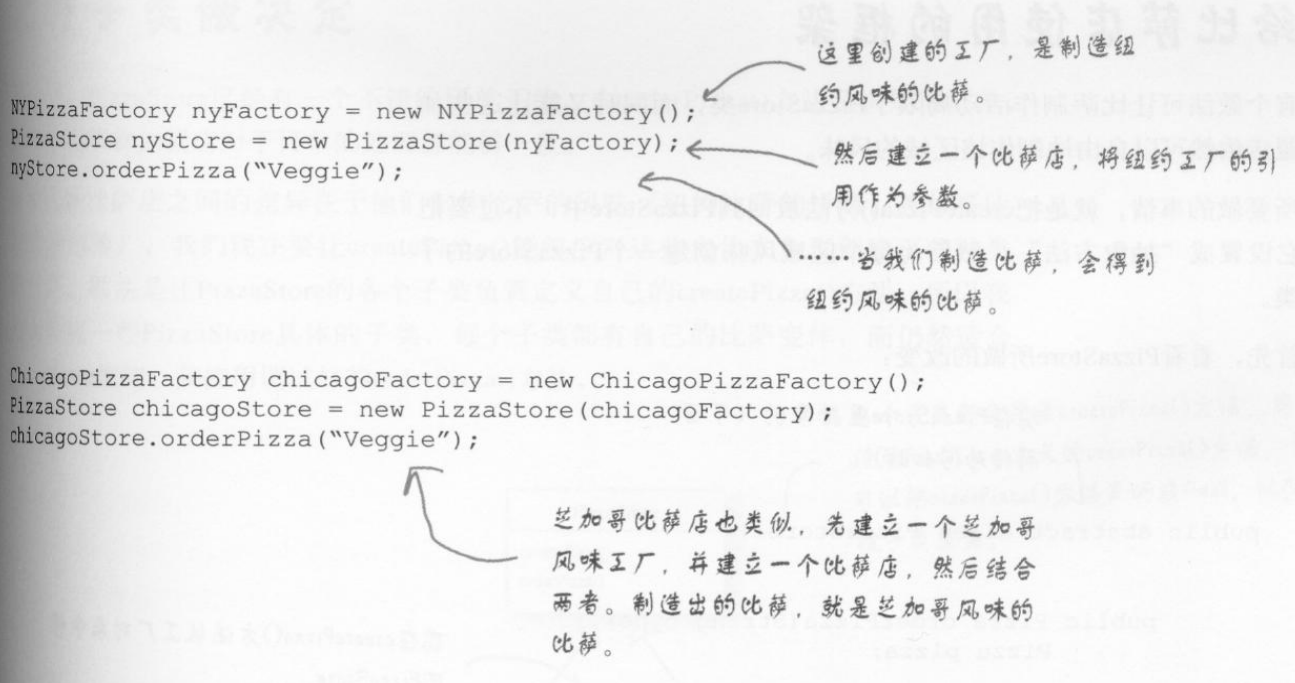 NYPizzaFactory nyFactory = new NYPizzaFactory();
PizzaStore nyStore = new PizzaStore(nyFactory);
nyStore.orderPizza(“Veggie”);
这里创建的工厂，是制造纽
约风味的比萨
然后建立一个比萨店，将纽约工厂的引
用作为参数。
……当我们制造比萨，会得到
纽约风味的比萨。
ChicagoPizzaFactory chicagoFactory = new ChicagoPizzaFactory();
PizzaStore chicagoStore = new PizzaStore(chicagoFactory);
chicagoStore.orderPizza(“Veggie”);
芝加哥比萨店也类似，先建立一个芝加哥
风味工厂，并建立一个比萨店，然后结合
两者。制造出的比萨，就是芝加哥风味的
比萨。